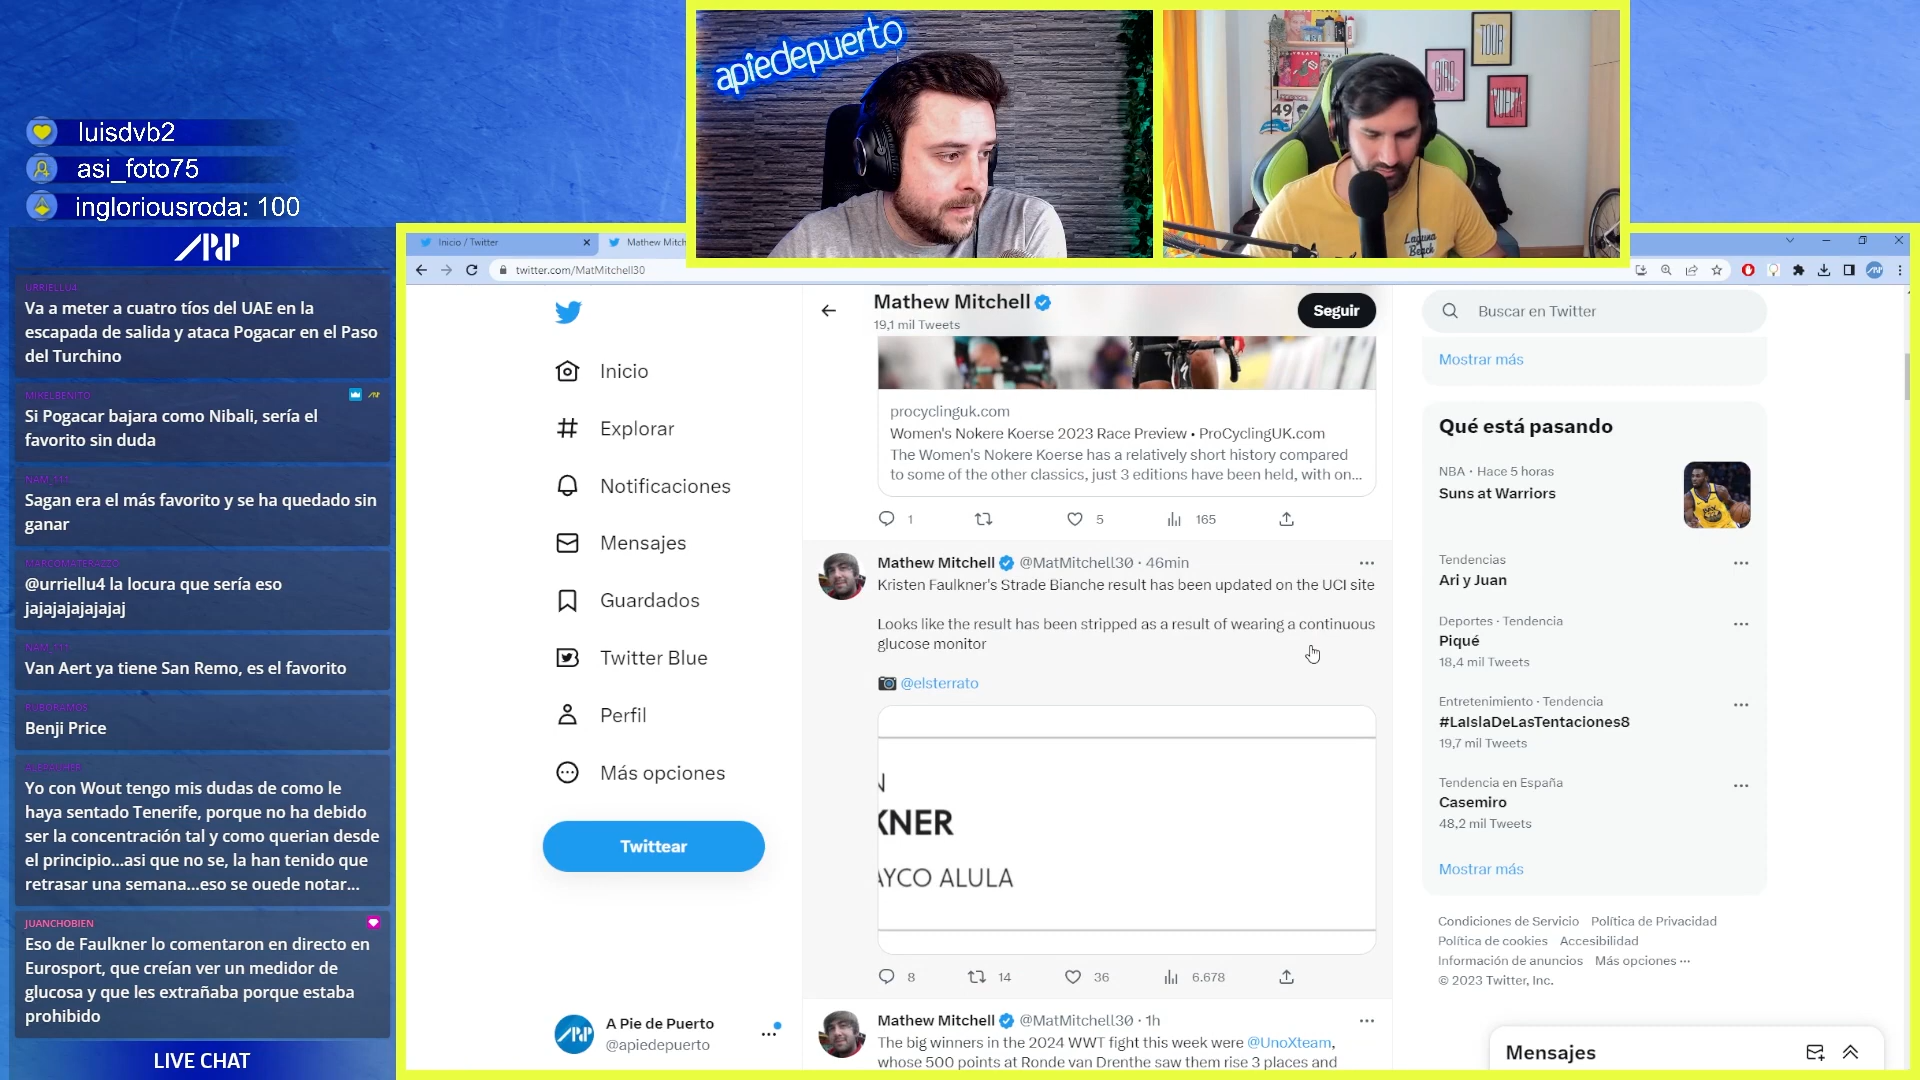 apiedepuerto
TOUR
GIRO
VUELTA
49
Laguna
Beach
luisdvb2
asi_foto75
ingloriousroda: 100
URRIELLU4
Va a meter a cuatro tíos del UAE en la
escapada de salida y ataca Pogacar en el Paso
del Turchino
MIKELBENITO
Si Pogacar bajara como Nibali, sería el
favorito sin duda
NAM_111
Sagan era el más favorito y se ha quedado sin
ganar
MARCOMATERAZZO
@urriellu4 la locura que sería eso
jajajajajajajaj
NAM_111
Van Aert ya tiene San Remo, es el favorito
Benji Price
Yo con Wout tengo mis dudas de como le
haya sentado Tenerife, porque no ha debido
ser la concentración tal y como querian desde
el principio...asi que no se, la han tenido que
retrasar una semana...eso se ouede notar...
JUANCHOBIEN
Eso de Faulkner lo comentaron en directo en
Eurosport, que creían ver un medidor de
glucosa y que les extrañaba porque estaba
prohibido
LIVE CHAT
Inicio / Twitter
Mathew Mitch
twitter.com/MatMitchell30
Inicio
Explorar
Notificaciones
Mensajes
Guardados
Twitter Blue
Perfil
Más opciones
Twittear
A Pie de Puerto
@apiedepuerto
Mathew Mitchell
19,1 mil Tweets
Seguir
procyclinguk.com
Women's Nokere Koerse 2023 Race Preview • ProCyclingUK.com
The Women's Nokere Koerse has a relatively short history compared
to some of the other classics, just 3 editions have been held, with on...
1 5 165
Mathew Mitchell @MatMitchell30 · 46min
Kristen Faulkner's Strade Bianche result has been updated on the UCI site
Looks like the result has been stripped as a result of wearing a continuous
glucose monitor
@elsterrato
N
KNER
AYCO ALULA
8 14 36 6.678
Mathew Mitchell @MatMitchell30 · 1h
The big winners in the 2024 WWT fight this week were @UnoXteam,
whose 500 points at Ronde van Drenthe saw them rise 3 places and
Buscar en Twitter
Mostrar más
Qué está pasando
NBA · Hace 5 horas
Suns at Warriors
Tendencias
Ari y Juan
Deportes · Tendencia
Piqué
18,4 mil Tweets
Entretenimiento · Tendencia
#LaIslaDeLasTentaciones8
19,7 mil Tweets
Tendencia en España
Casemiro
48,2 mil Tweets
Mostrar más
Condiciones de Servicio Política de Privacidad
Política de cookies Accesibilidad
Información de anuncios Más opciones ···
© 2023 Twitter, Inc.
Mensajes